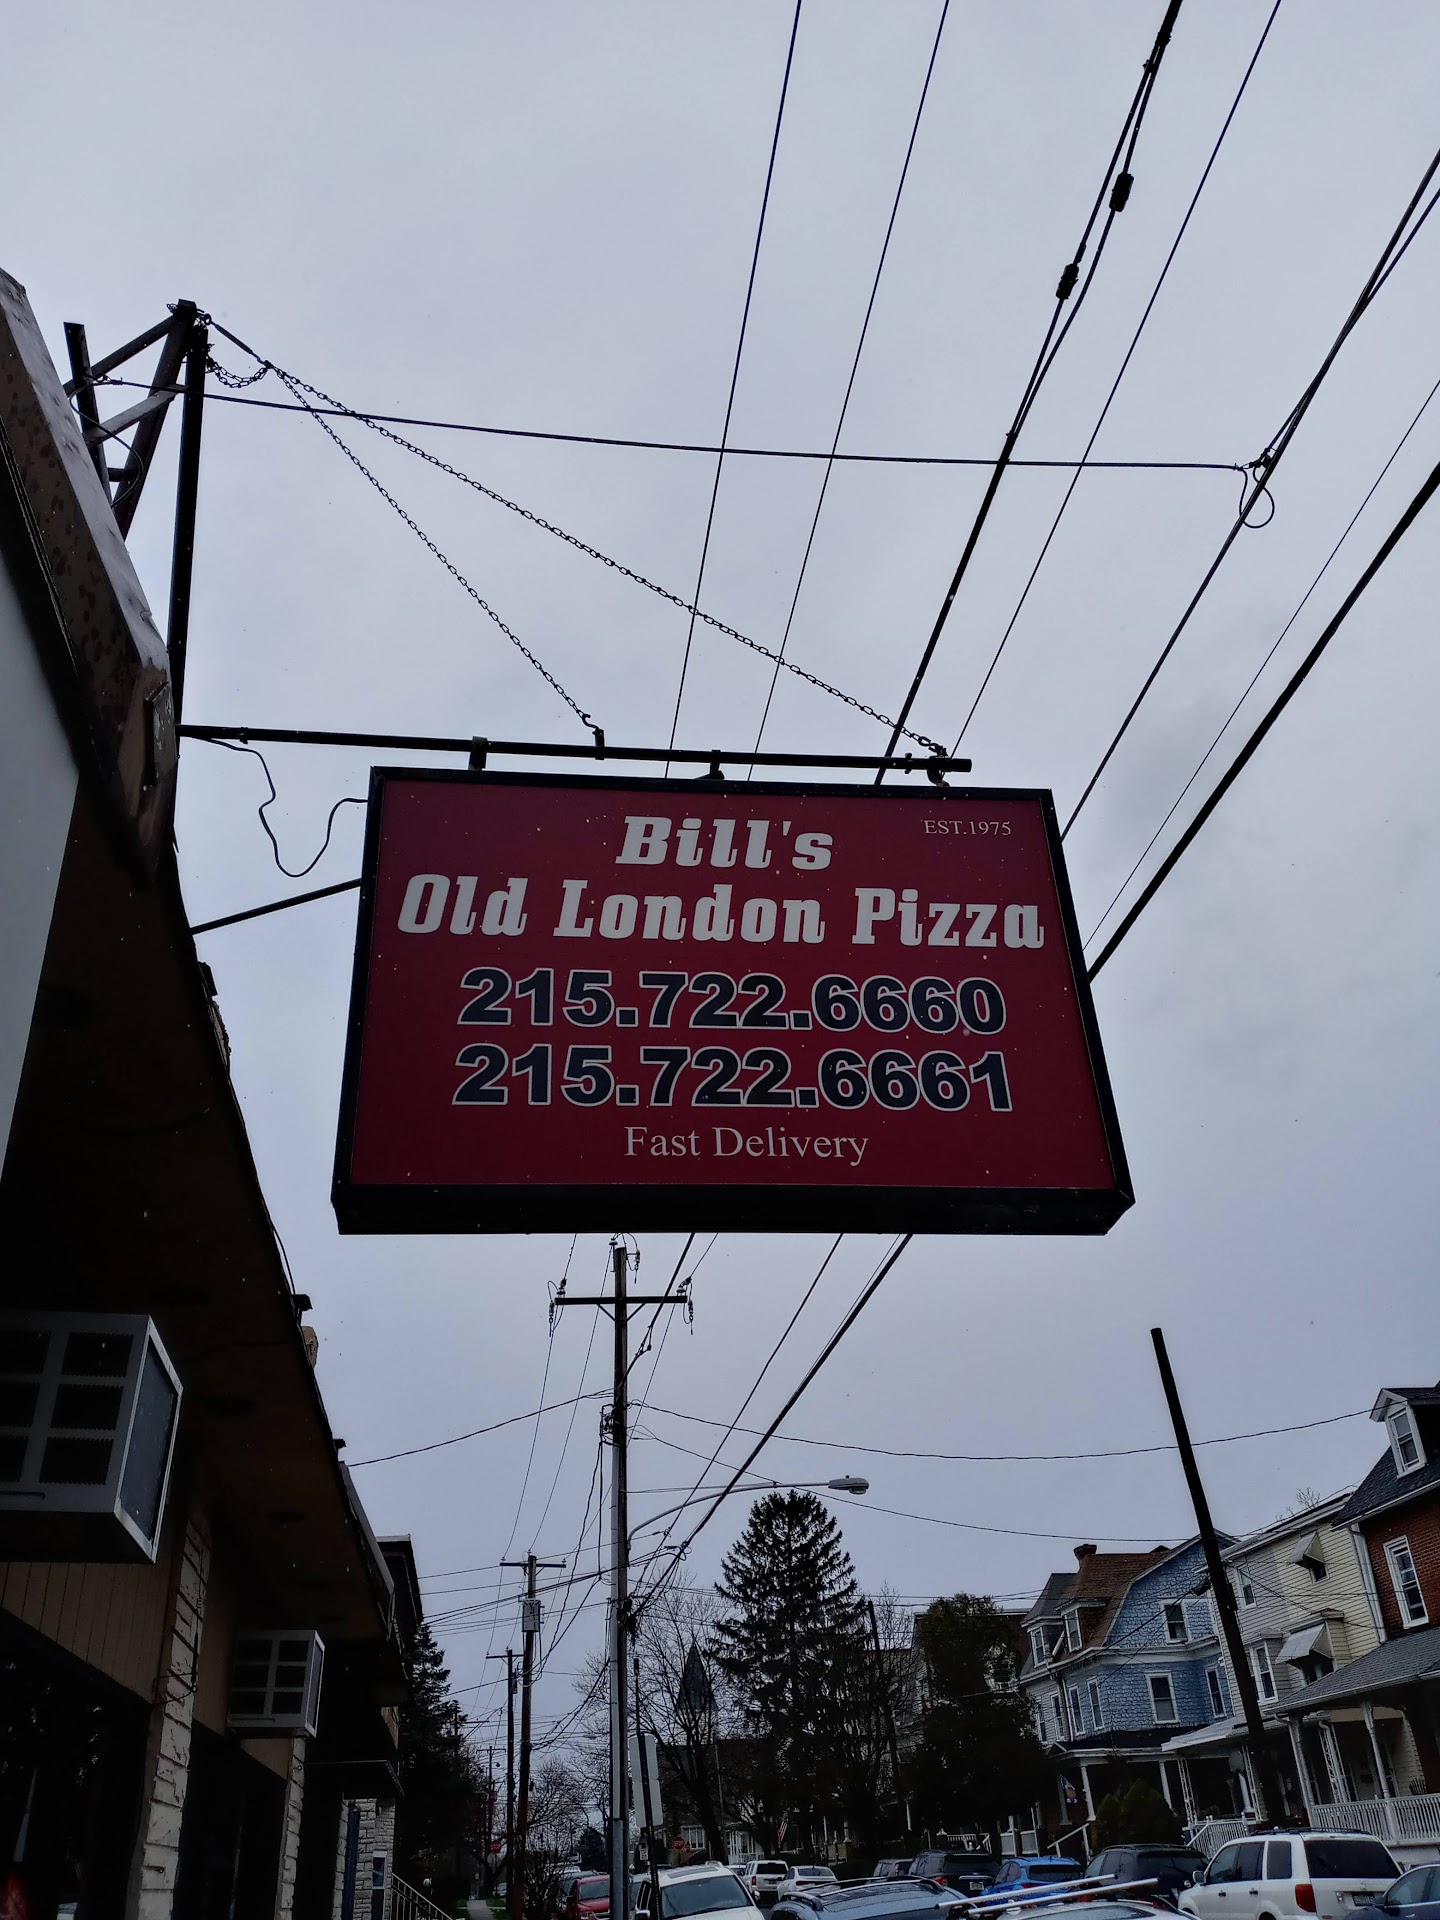 Bill's
EST.1975
Old London Pizza
215.722.6660
215.722.6661
Fast Delivery